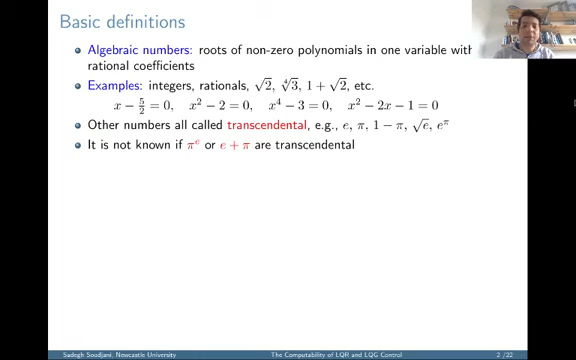 Basic definitions
Algebraic numbers: roots of non-zero polynomials in one variable with
rational coefficients
Examples: integers, rationals, √2, ∜3, 1 + √2, etc.
x − 5/2 = 0, x² − 2 = 0, x⁴ − 3 = 0, x² − 2x − 1 = 0
Other numbers all called transcendental, e.g., e, π, 1 − π, √e, e^π
It is not known if π^e or e + π are transcendental
Sadegh Soudjani, Newcastle University
The Computability of LQR and LQG Control
2 /22